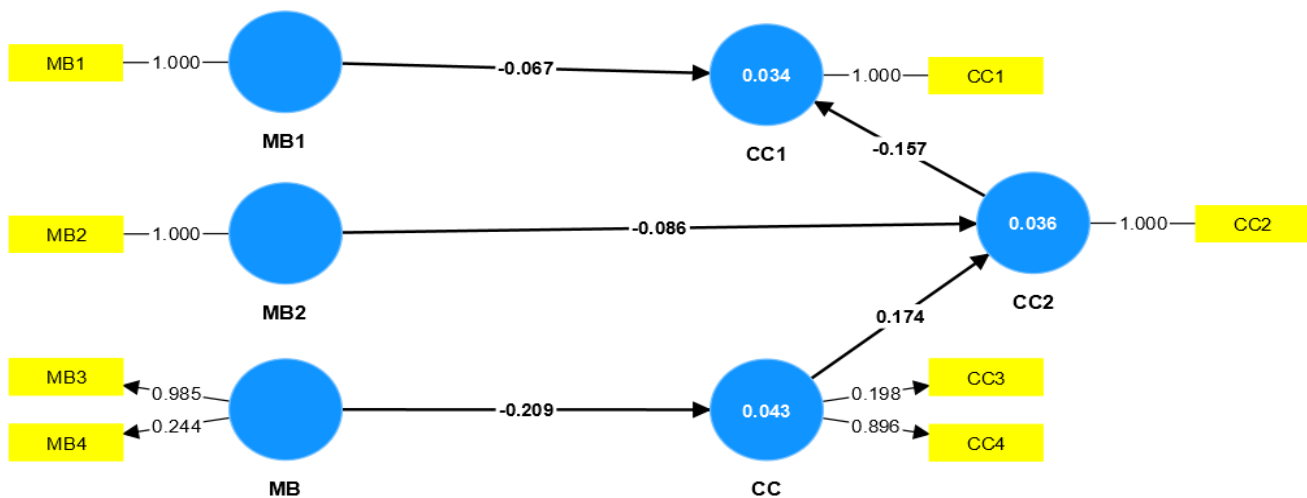 MB1
1.000
MB1
-0.067
0.034
CC1
1.000
CC1
-0.157
MB2
1.000
MB2
-0.086
0.036
CC2
1.000
CC2
0.174
MB3
0.985
MB4
0.244
MB
-0.209
0.043
CC
0.198
CC3
0.896
CC4